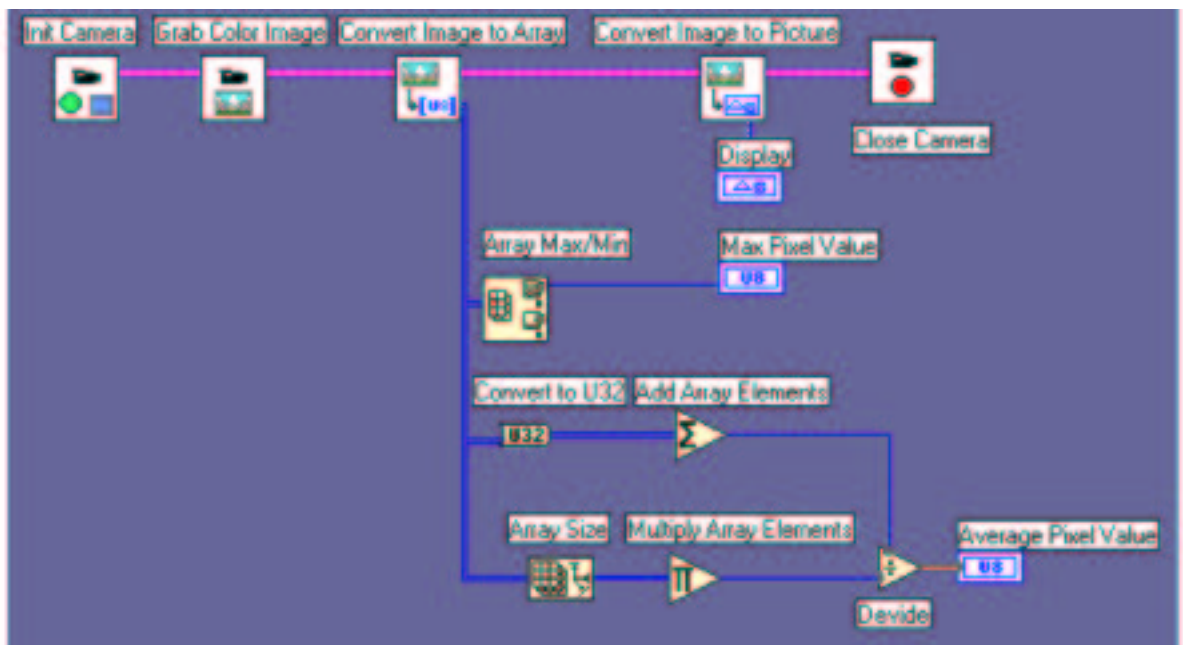 Init Camera Grab Color Image Convert Image to Array Convert Image to Picture
[U8]
Close Camera
Display
Array Max/Min Max Pixel Value
U8
Convert to U32 Add Array Elements
U32 Σ
Array Size Multiply Array Elements Average Pixel Value
Π ÷ U8
Devide